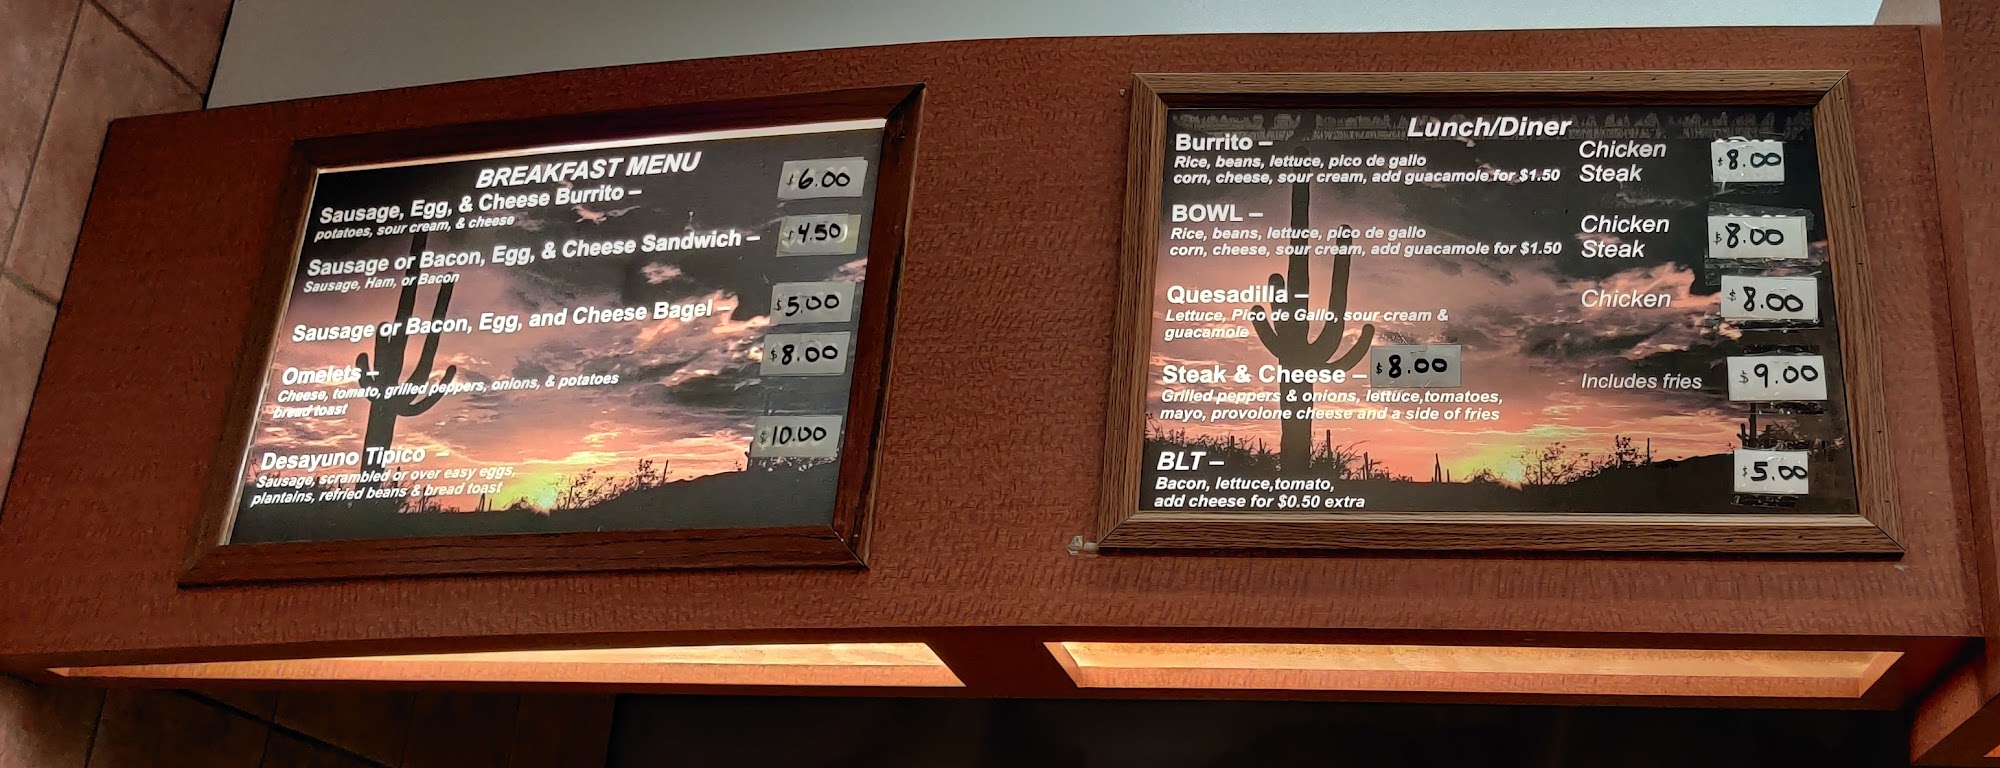 BREAKFAST MENU
Sausage, Egg, & Cheese Burrito – $6.00
potatoes, sour cream, & cheese
Sausage or Bacon, Egg, & Cheese Sandwich – $4.50
Sausage, Ham, or Bacon
Sausage or Bacon, Egg, and Cheese Bagel – $5.00
Omelets – $8.00
Cheese, tomato, grilled peppers, onions, & potatoes
bread toast
Desayuno Tipico – $10.00
Sausage, scrambled or over easy eggs,
plantains, refried beans & bread toast
Lunch/Diner
Burrito – Chicken $8.00
Rice, beans, lettuce, pico de gallo
corn, cheese, sour cream, add guacamole for $1.50 Steak
BOWL – Chicken $8.00
Rice, beans, lettuce, pico de gallo
corn, cheese, sour cream, add guacamole for $1.50 Steak
Quesadilla – Chicken $8.00
Lettuce, Pico de Gallo, sour cream &
guacamole
Steak & Cheese – $8.00 Includes fries $9.00
Grilled peppers & onions, lettuce,tomatoes,
mayo, provolone cheese and a side of fries
BLT – $5.00
Bacon, lettuce,tomato,
add cheese for $0.50 extra